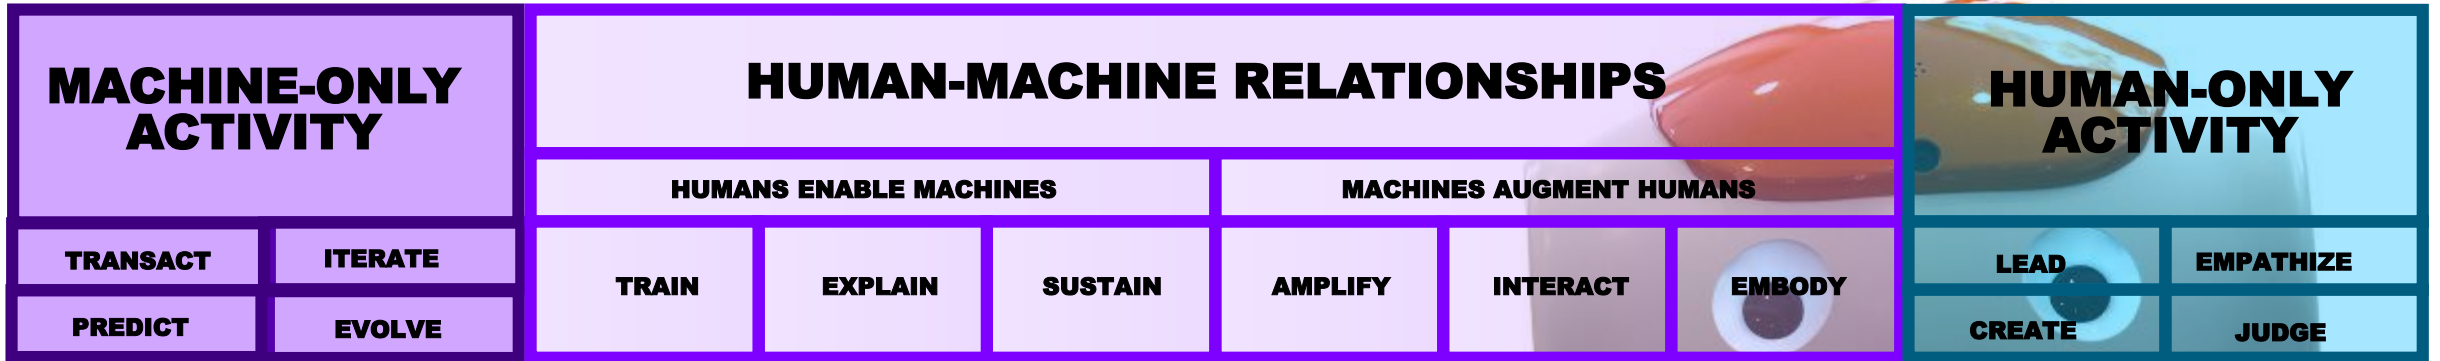 MACHINE-ONLY
ACTIVITY
TRANSACT
ITERATE
PREDICT
EVOLVE
HUMAN-MACHINE RELATIONSHIPS
HUMANS ENABLE MACHINES
MACHINES AUGMENT HUMANS
TRAIN
EXPLAIN
SUSTAIN
AMPLIFY
INTERACT
EMBODY
HUMAN-ONLY
ACTIVITY
LEAD
EMPATHIZE
CREATE
JUDGE